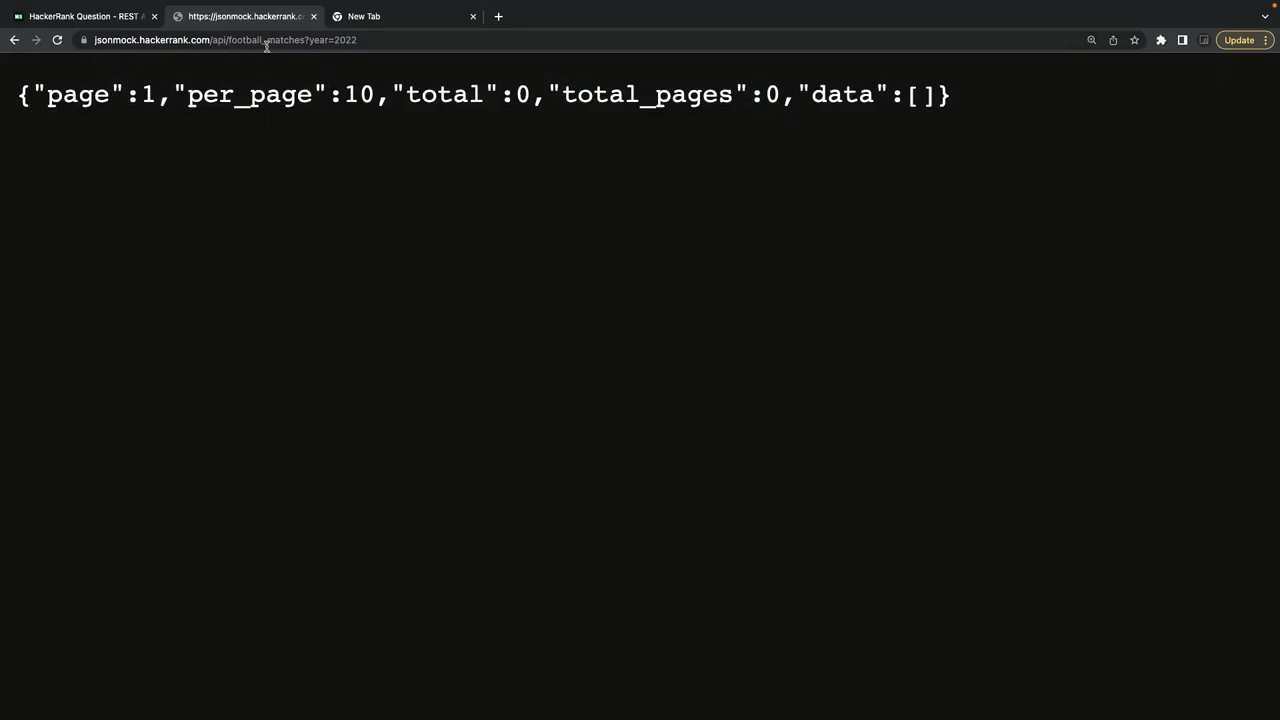 HackerRank Question - REST A
https://jsonmock.hackerrank.c
New Tab
jsonmock.hackerrank.com/api/football_matches?year=2022
Update
{"page":1,"per_page":10,"total":0,"total_pages":0,"data":[]}